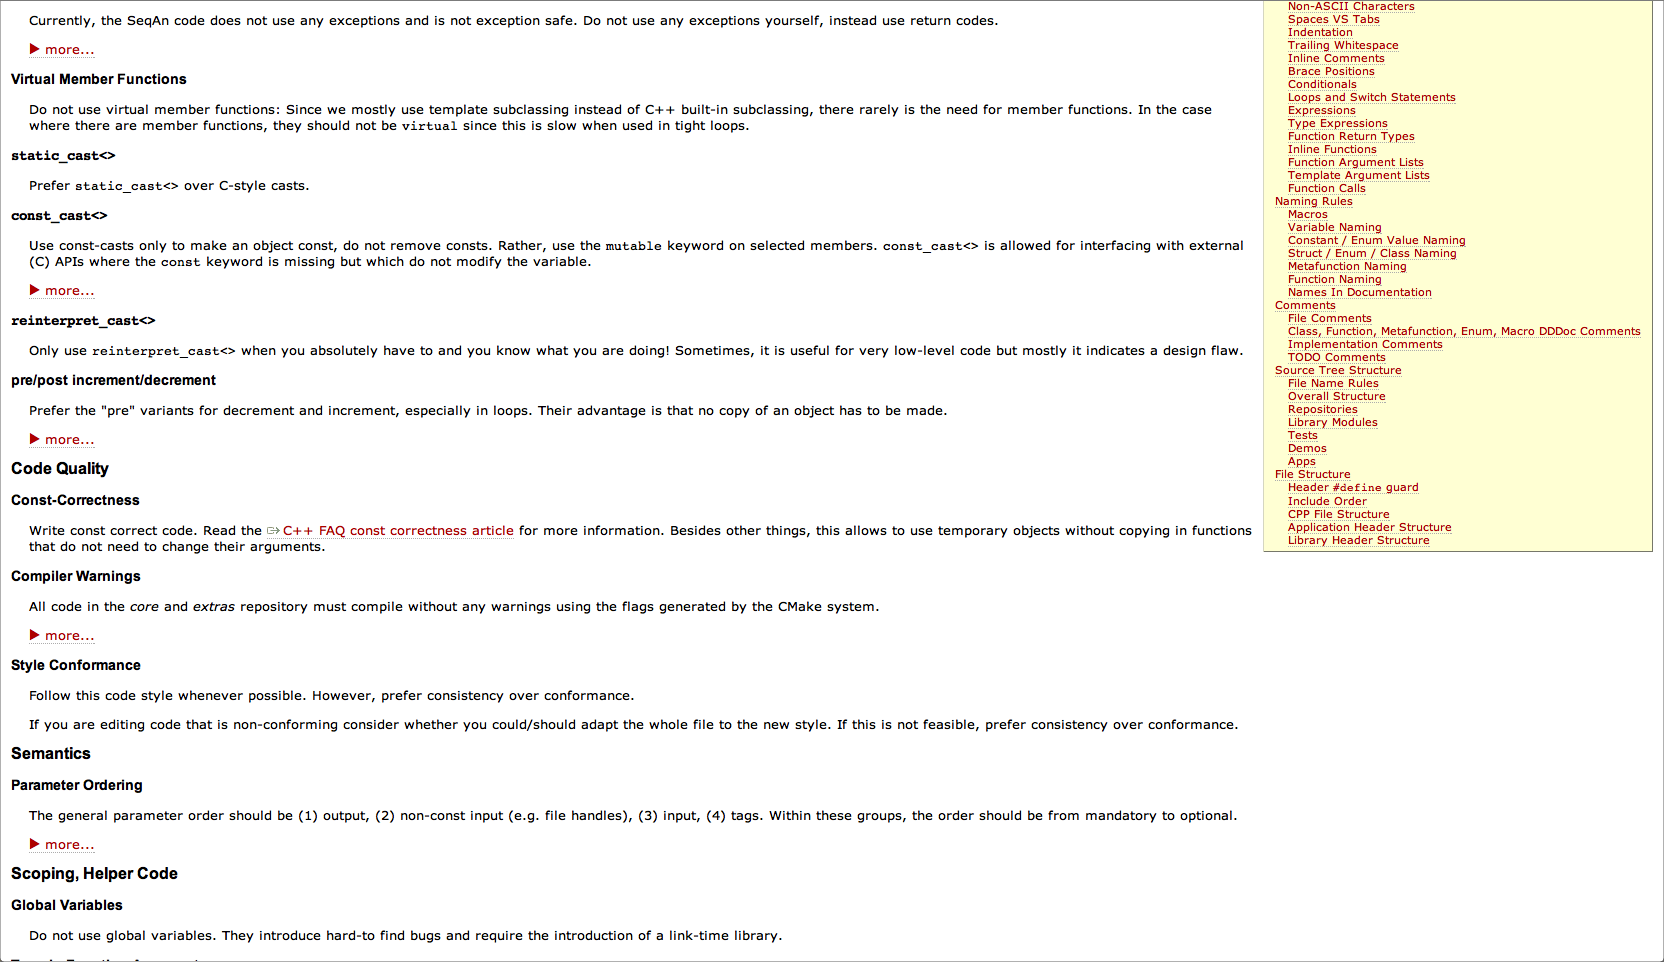 Currently, the SeqAn code does not use any exceptions and is not exception safe. Do not use any exceptions yourself, instead use return codes.
▶ more...
Virtual Member Functions
Do not use virtual member functions: Since we mostly use template subclassing instead of C++ built-in subclassing, there rarely is the need for member functions. In the case
where there are member functions, they should not be virtual since this is slow when used in tight loops.
static_cast<>
Prefer static_cast<> over C-style casts.
const_cast<>
Use const-casts only to make an object const, do not remove consts. Rather, use the mutable keyword on selected members. const_cast<> is allowed for interfacing with external
(C) APIs where the const keyword is missing but which do not modify the variable.
▶ more...
reinterpret_cast<>
Only use reinterpret_cast<> when you absolutely have to and you know what you are doing! Sometimes, it is useful for very low-level code but mostly it indicates a design flaw.
pre/post increment/decrement
Prefer the "pre" variants for decrement and increment, especially in loops. Their advantage is that no copy of an object has to be made.
▶ more...
Code Quality
Const-Correctness
Write const correct code. Read the C++ FAQ const correctness article for more information. Besides other things, this allows to use temporary objects without copying in functions
that do not need to change their arguments.
Compiler Warnings
All code in the core and extras repository must compile without any warnings using the flags generated by the CMake system.
▶ more...
Style Conformance
Follow this code style whenever possible. However, prefer consistency over conformance.
If you are editing code that is non-conforming consider whether you could/should adapt the whole file to the new style. If this is not feasible, prefer consistency over conformance.
Semantics
Parameter Ordering
The general parameter order should be (1) output, (2) non-const input (e.g. file handles), (3) input, (4) tags. Within these groups, the order should be from mandatory to optional.
▶ more...
Scoping, Helper Code
Global Variables
Do not use global variables. They introduce hard-to find bugs and require the introduction of a link-time library.
Non-ASCII Characters
Spaces VS Tabs
Indentation
Trailing Whitespace
Inline Comments
Brace Positions
Conditionals
Loops and Switch Statements
Expressions
Type Expressions
Function Return Types
Inline Functions
Function Argument Lists
Template Argument Lists
Function Calls
Naming Rules
Macros
Variable Naming
Constant / Enum Value Naming
Struct / Enum / Class Naming
Metafunction Naming
Function Naming
Names In Documentation
Comments
File Comments
Class, Function, Metafunction, Enum, Macro DDDoc Comments
Implementation Comments
TODO Comments
Source Tree Structure
File Name Rules
Overall Structure
Repositories
Library Modules
Tests
Demos
Apps
File Structure
Header #define guard
Include Order
CPP File Structure
Application Header Structure
Library Header Structure